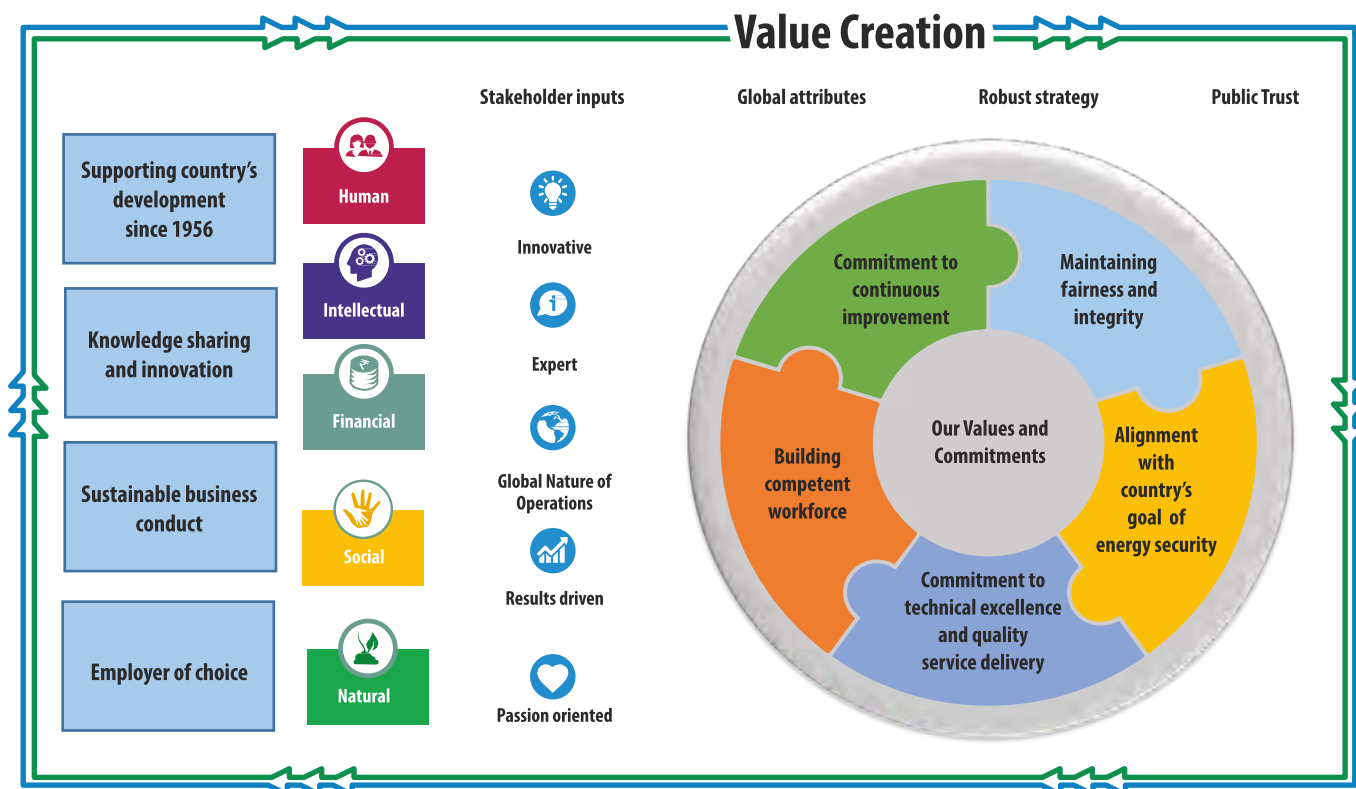 Value Creation
Stakeholder inputs
Global attributes
Robust strategy
Public Trust
Supporting country's
development
since 1956
Knowledge sharing
and innovation
Sustainable business
conduct
Employer of choice
Human
Intellectual
₹
Financial
Social
Natural
Innovative
i
Expert
Global Nature of
Operations
Results driven
Passion oriented
Commitment to
continuous
improvement
Maintaining
fairness and
integrity
Building
competent
workforce
Our Values and
Commitments
Alignment
with
country's
goal of
energy security
Commitment to
technical excellence
and quality
service delivery